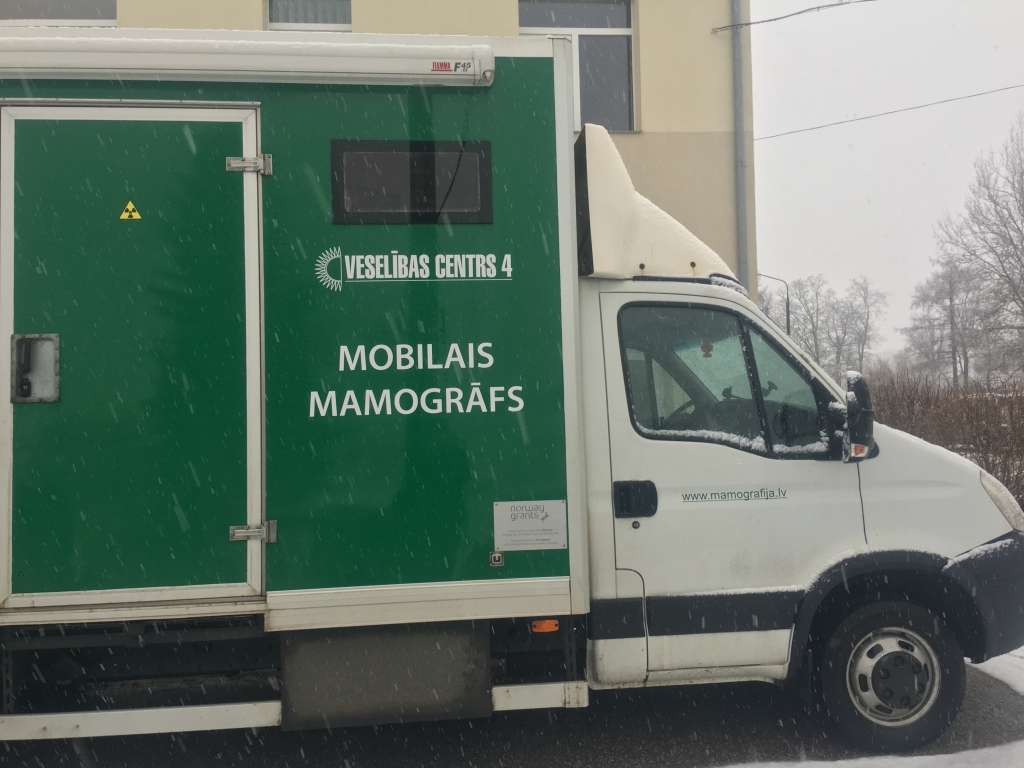 FIAMMA F45
VESELĪBAS CENTRS 4
MOBILAIS
MAMOGRĀFS
www.mamografija.lv
norway
grants